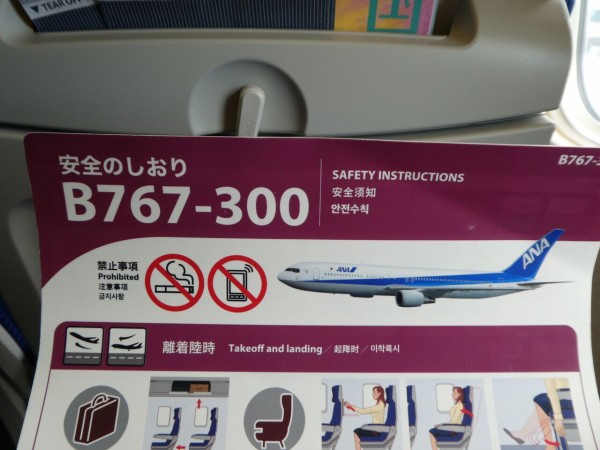 TEAR OFF
安全のしおり
B767-300
SAFETY INSTRUCTIONS
安全须知
안전수칙
B767-3
禁止事項
Prohibited
注意事项
금지사항
ANA
ANA
離着陸時 Takeoff and landing / 起降时 / 이착륙시